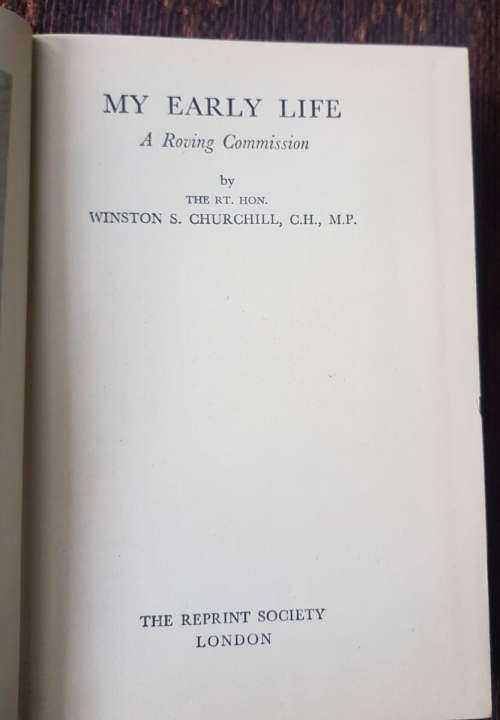 MY EARLY LIFE
A Roving Commission
by
THE RT. HON.
WINSTON S. CHURCHILL, C.H., M.P.
THE REPRINT SOCIETY
LONDON